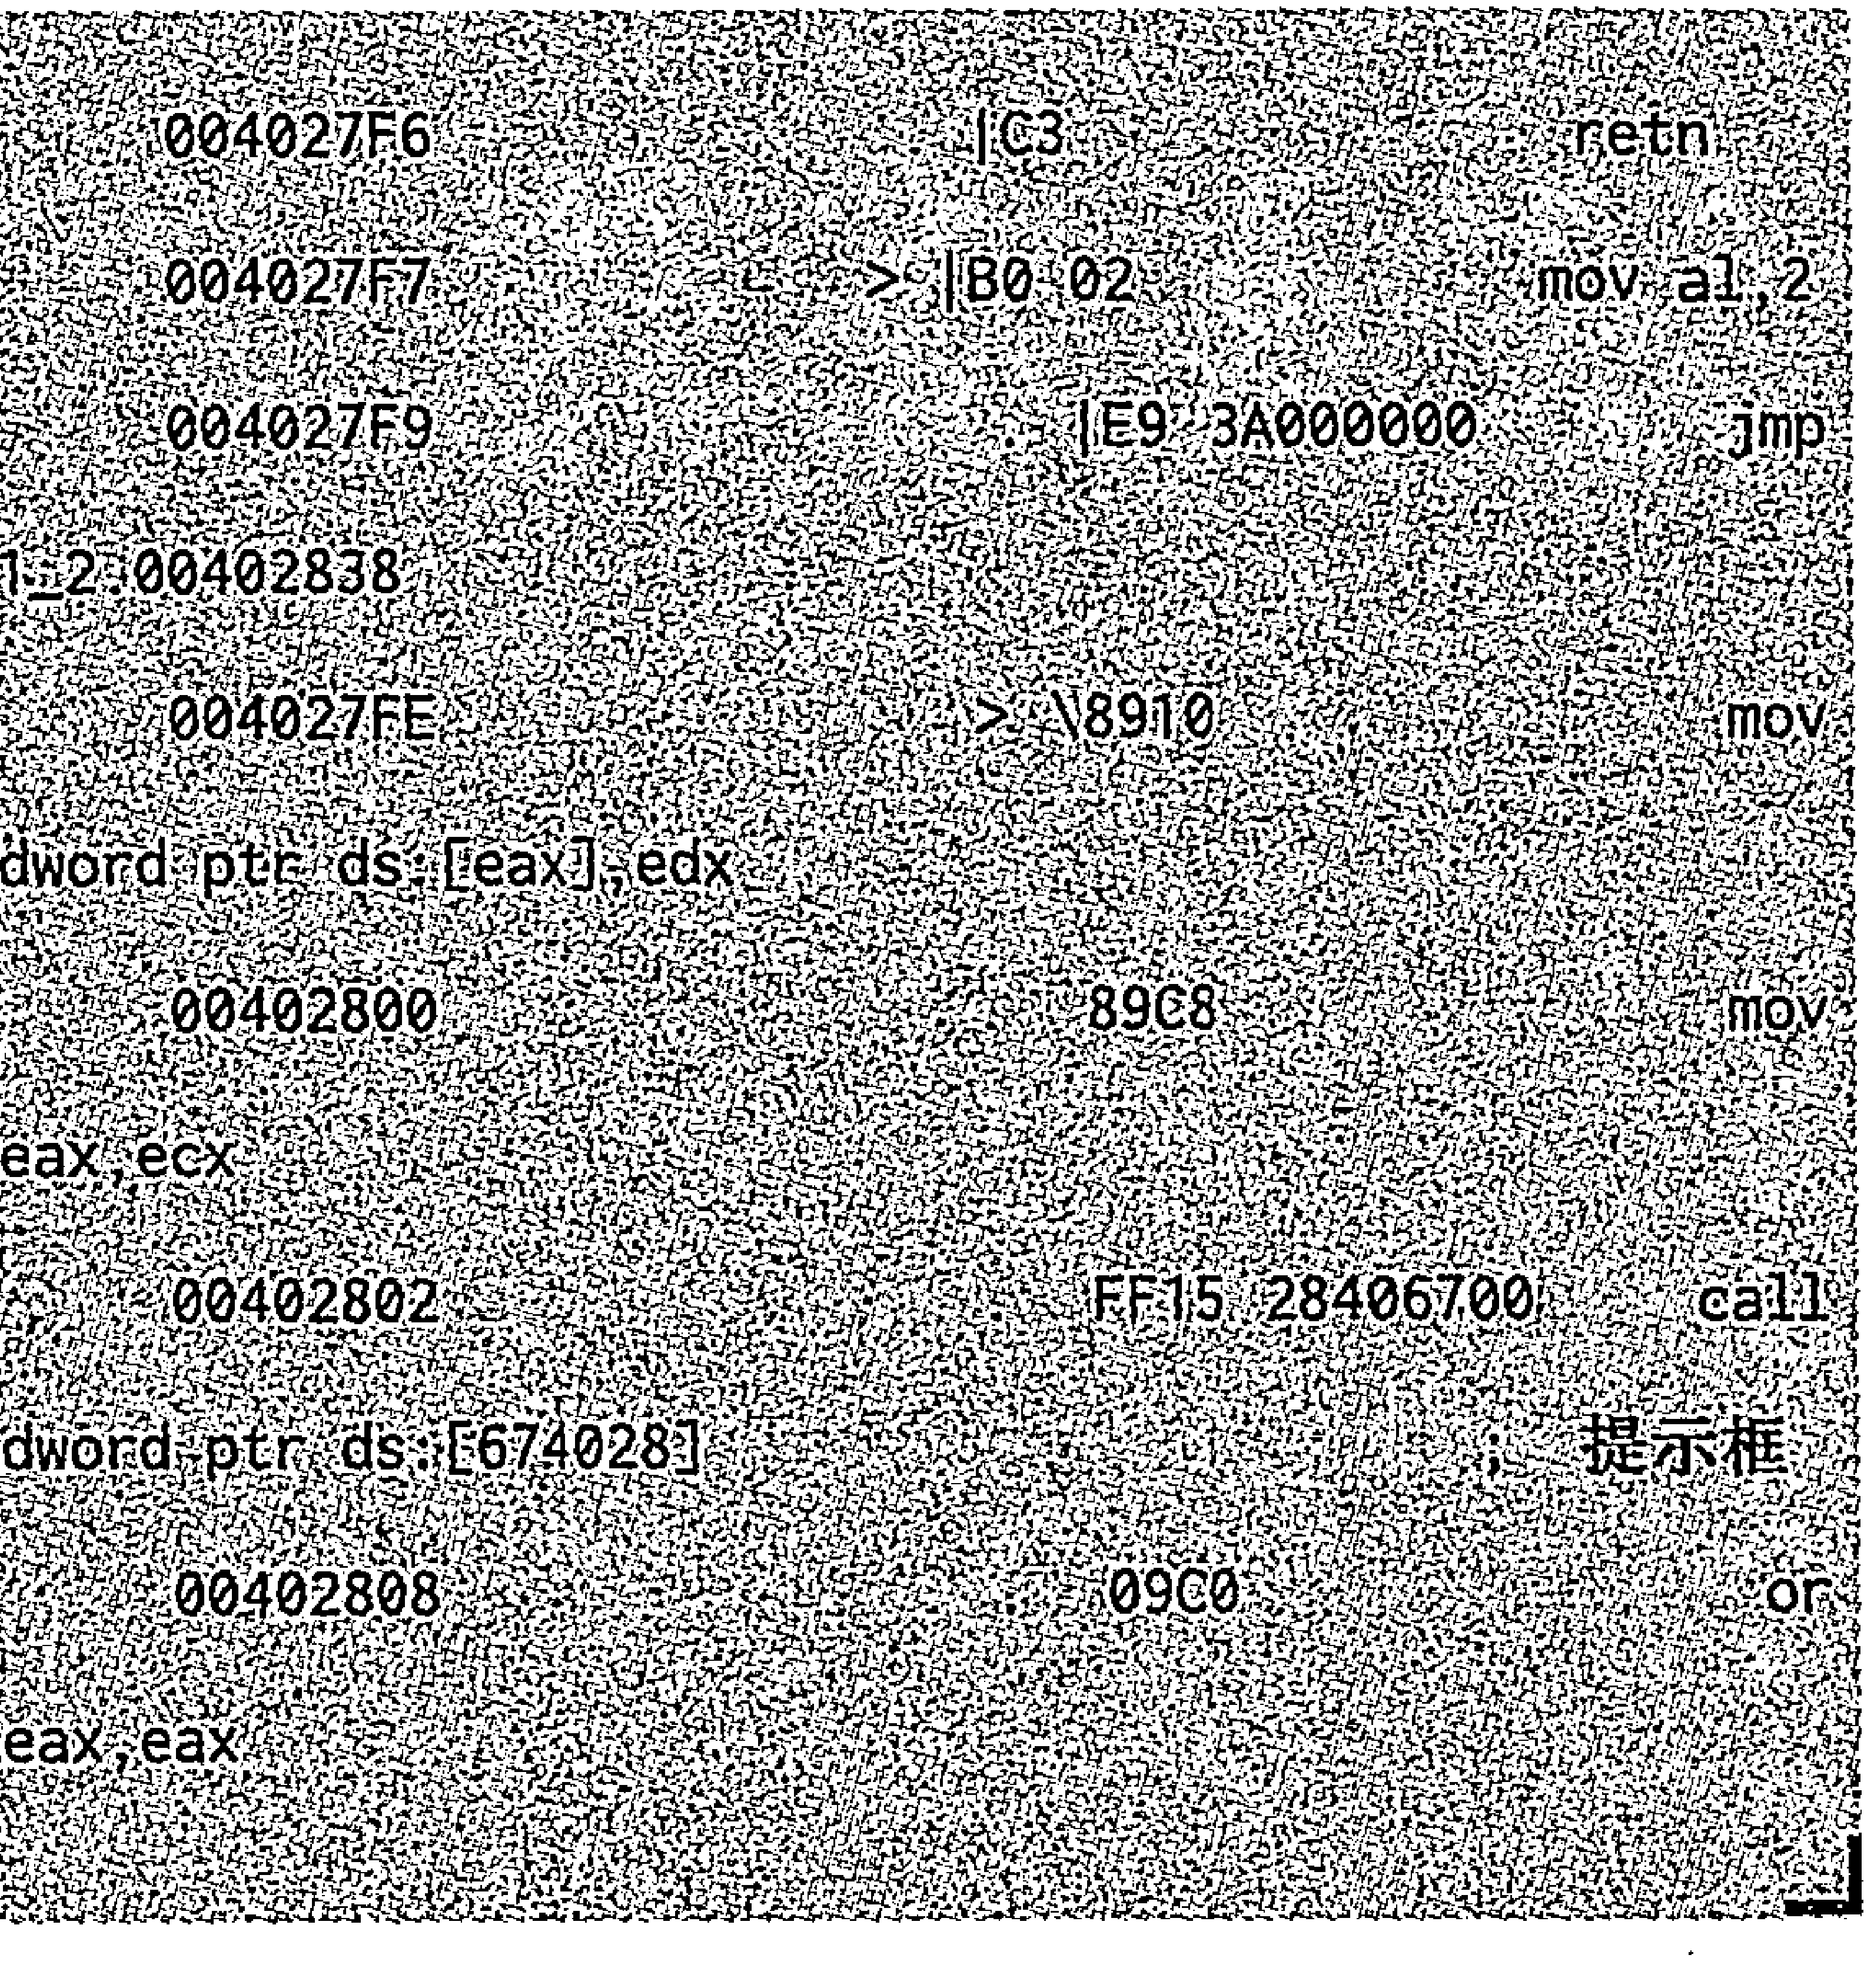 004027F6 |C3 retn
004027F7 > |B0 02 mov al,2
004027F9 . |E9 3A000000 jmp
1_2.00402838
004027FE > \8910 mov
dword ptr ds:[eax],edx
00402800 89C8 mov
eax,ecx
00402802 FF15 28406700 call
dword ptr ds:[674028] ; 提示框
00402808 . 09C0 or
eax,eax